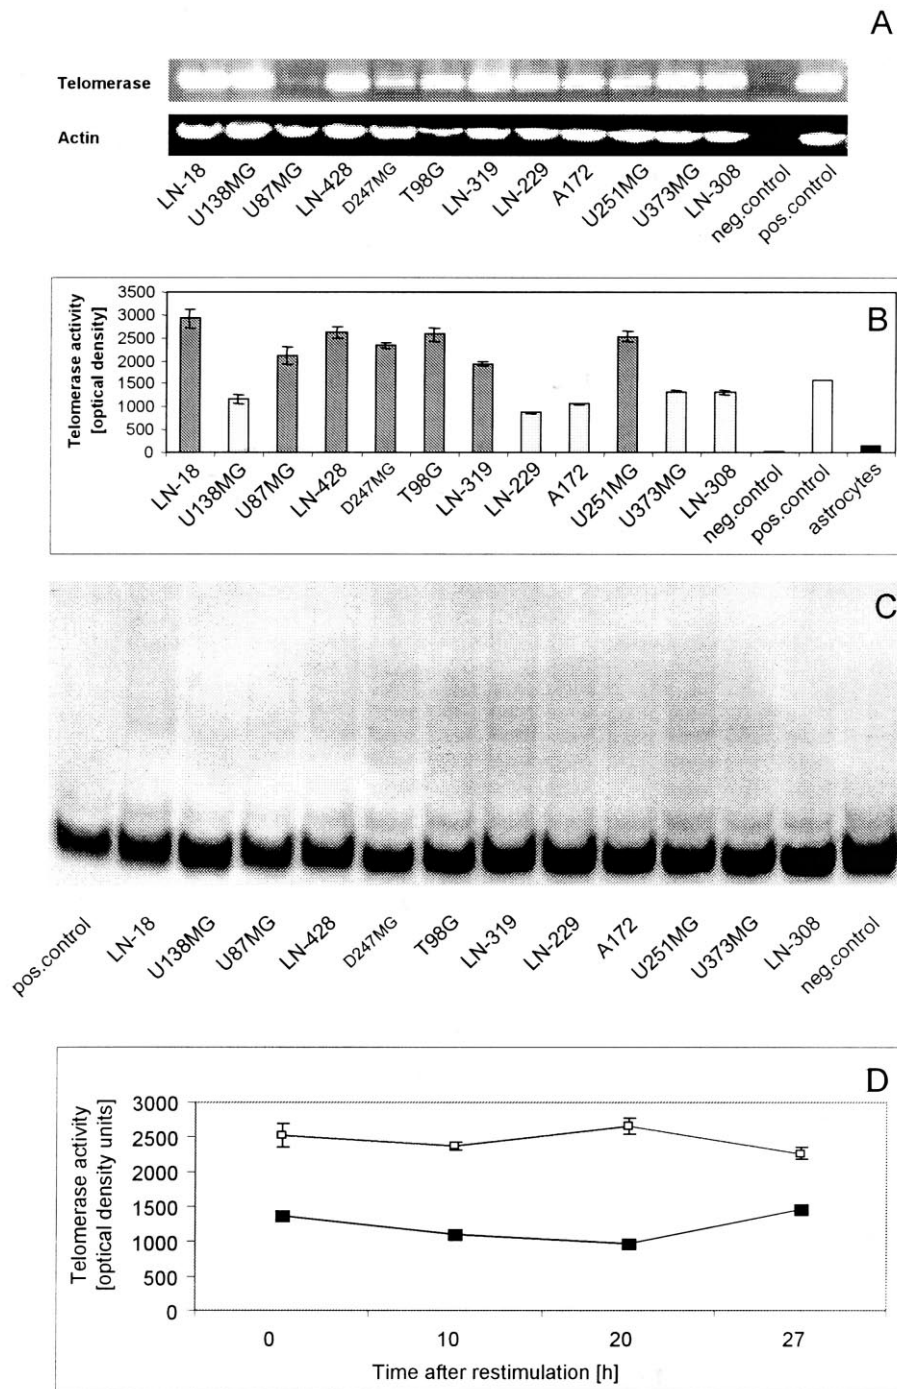 A
Telomerase
Actin
LN-18
U138MG
U87MG
LN-428
D247MG
T98G
LN-319
LN-229
A172
U251MG
U373MG
LN-308
neg.control
pos.control
B
Telomerase activity
[optical density]
3500
3000
2500
2000
1500
1000
500
0
LN-18
U138MG
U87MG
LN-428
D247MG
T98G
LN-319
LN-229
A172
U251MG
U373MG
LN-308
neg.control
pos.control
astrocytes
C
pos.control
LN-18
U138MG
U87MG
LN-428
D247MG
T98G
LN-319
LN-229
A172
U251MG
U373MG
LN-308
neg.control
D
Telomerase activity
[optical density units]
3000
2500
2000
1500
1000
500
0
0 10 20 27
Time after restimulation [h]